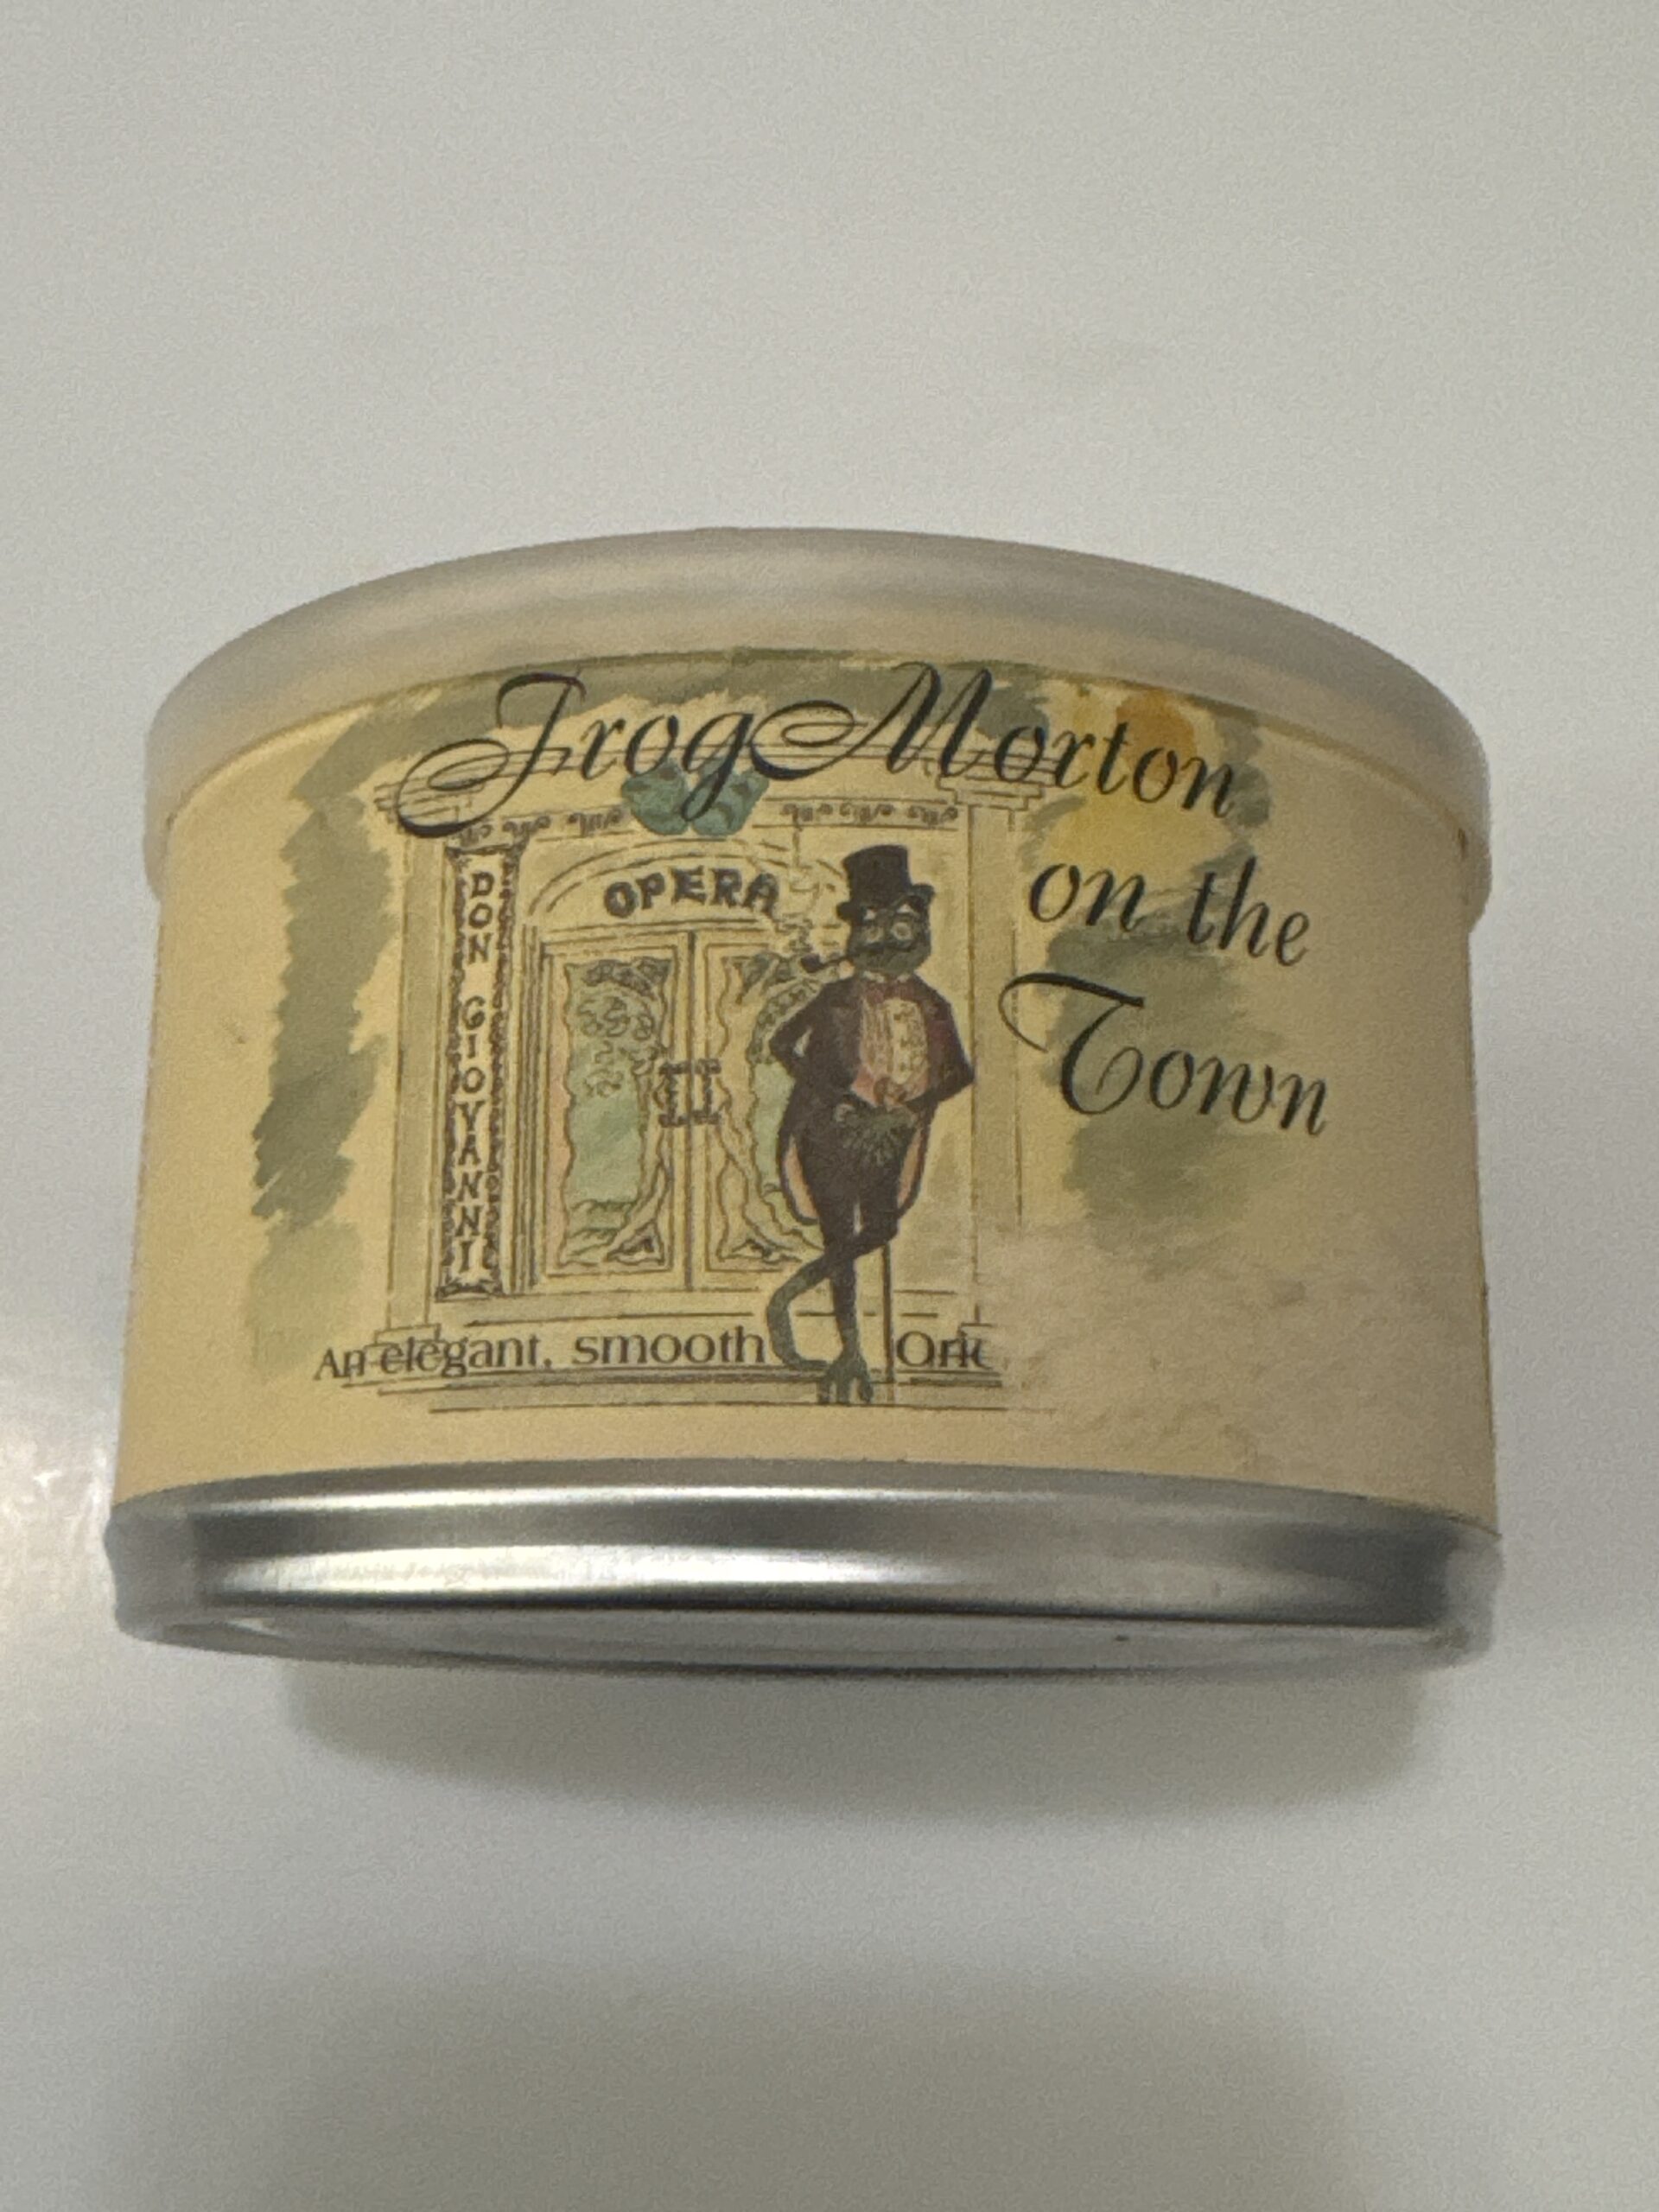 Frog Morton
on the
Town
OPERA
DON GIOVANNI
An elegant, smooth